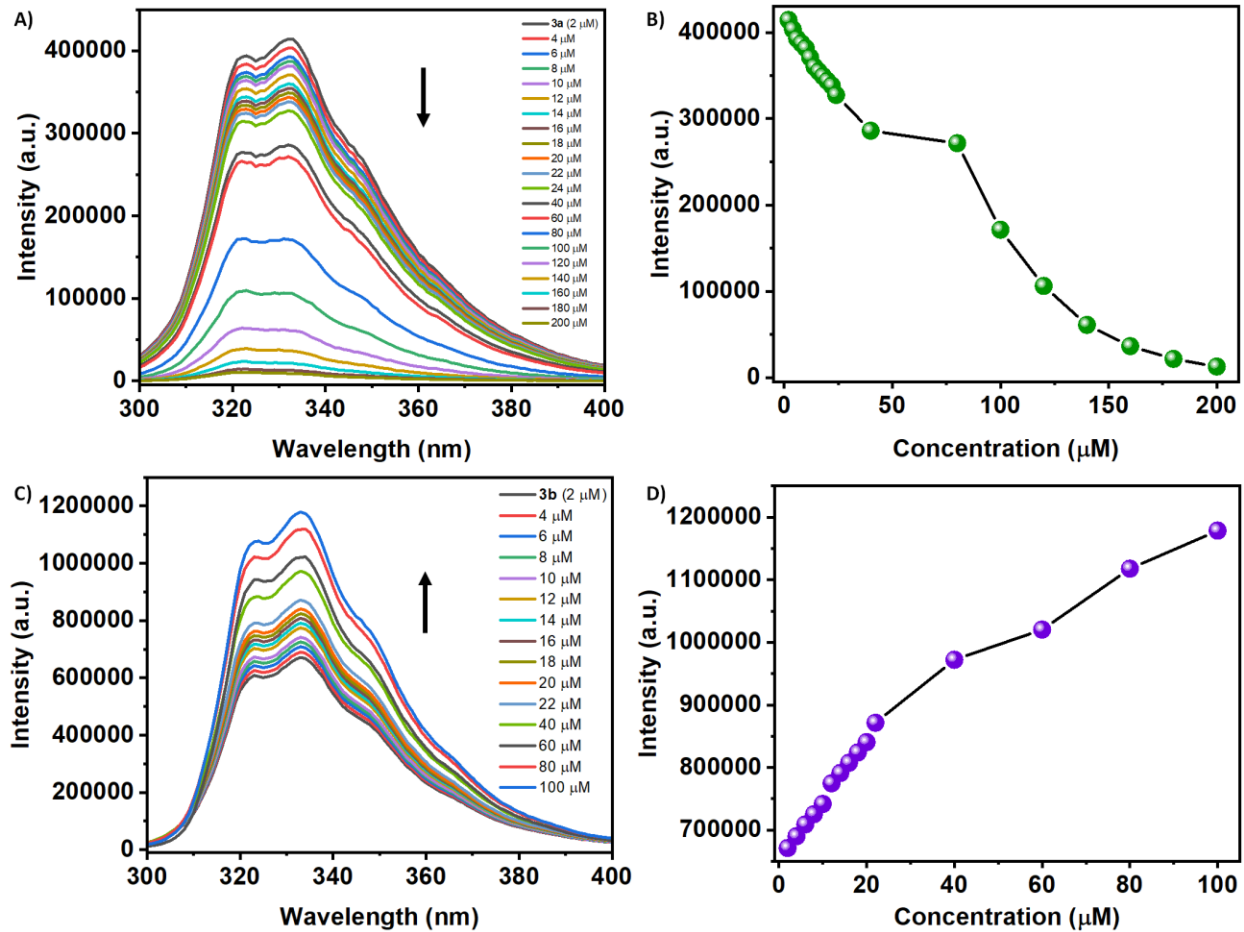 A)
400000
300000
200000
100000
0
Intensity (a.u.)
300
320
340
360
380
400
Wavelength (nm)
3a (2 μM)
4 μM
6 μM
8 μM
10 μM
12 μM
14 μM
16 μM
18 μM
20 μM
22 μM
24 μM
40 μM
60 μM
80 μM
100 μM
120 μM
140 μM
160 μM
180 μM
200 μM
B)
400000
300000
200000
100000
0
Intensity (a.u.)
0
50
100
150
200
Concentration (μM)
C)
1200000
1000000
800000
600000
400000
200000
0
Intensity (a.u.)
300
320
340
360
380
400
Wavelength (nm)
3b (2 μM)
4 μM
6 μM
8 μM
10 μM
12 μM
14 μM
16 μM
18 μM
20 μM
22 μM
40 μM
60 μM
80 μM
100 μM
D)
1200000
1100000
1000000
900000
800000
700000
Intensity (a.u.)
0
20
40
60
80
100
Concentration (μM)